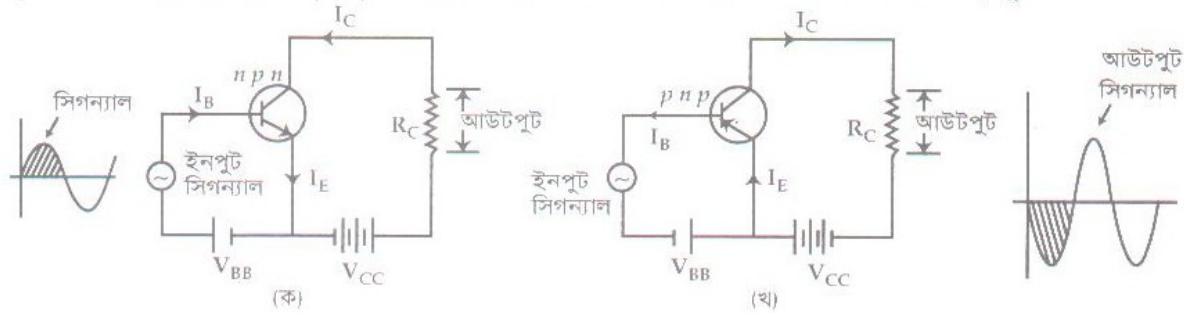 সিগন্যাল
I_B
n p n
I_C
R_C
আউটপুট
ইনপুট
সিগন্যাল
I_E
V_BB
V_CC
(ক)
I_C
p n p
I_B
R_C
আউটপুট
ইনপুট
সিগন্যাল
I_E
V_BB
V_CC
(খ)
আউটপুট
সিগন্যাল